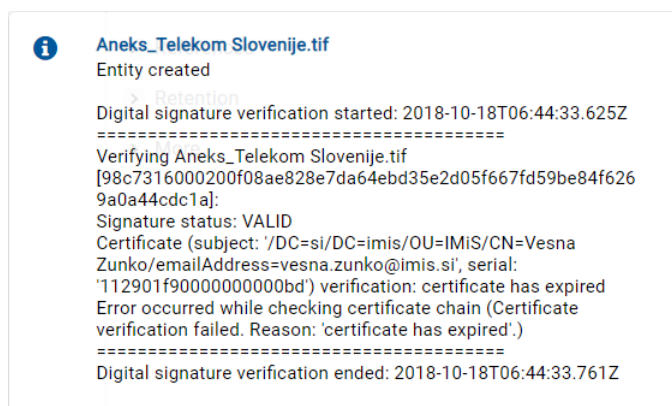 Aneks_Telekom Slovenije.tif
Entity created
> Retention
Digital signature verification started: 2018-10-18T06:44:33.625Z
========================================
> More
Verifying Aneks_Telekom Slovenije.tif
[98c7316000200f08ae828e7da64ebd35e2d05f667fd59be84f626
9a0a44cdc1a]:
Signature status: VALID
Certificate (subject: '/DC=si/DC=imis/OU=IMiS/CN=Vesna
Zunko/emailAddress=vesna.zunko@imis.si', serial:
'112901f90000000000bd') verification: certificate has expired
Error occurred while checking certificate chain (Certificate
verification failed. Reason: 'certificate has expired'.)
========================================
Digital signature verification ended: 2018-10-18T06:44:33.761Z